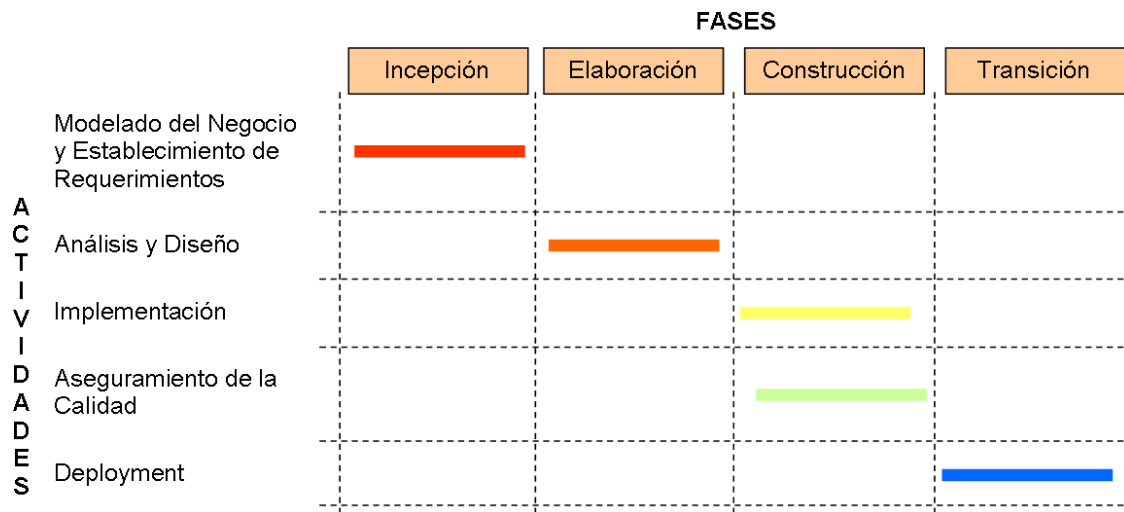 FASES
Incepción
Elaboración
Construcción
Transición
ACTIVIDADES
Modelado del Negocio
y Establecimiento de
Requerimientos
Análisis y Diseño
Implementación
Aseguramiento de la
Calidad
Deployment